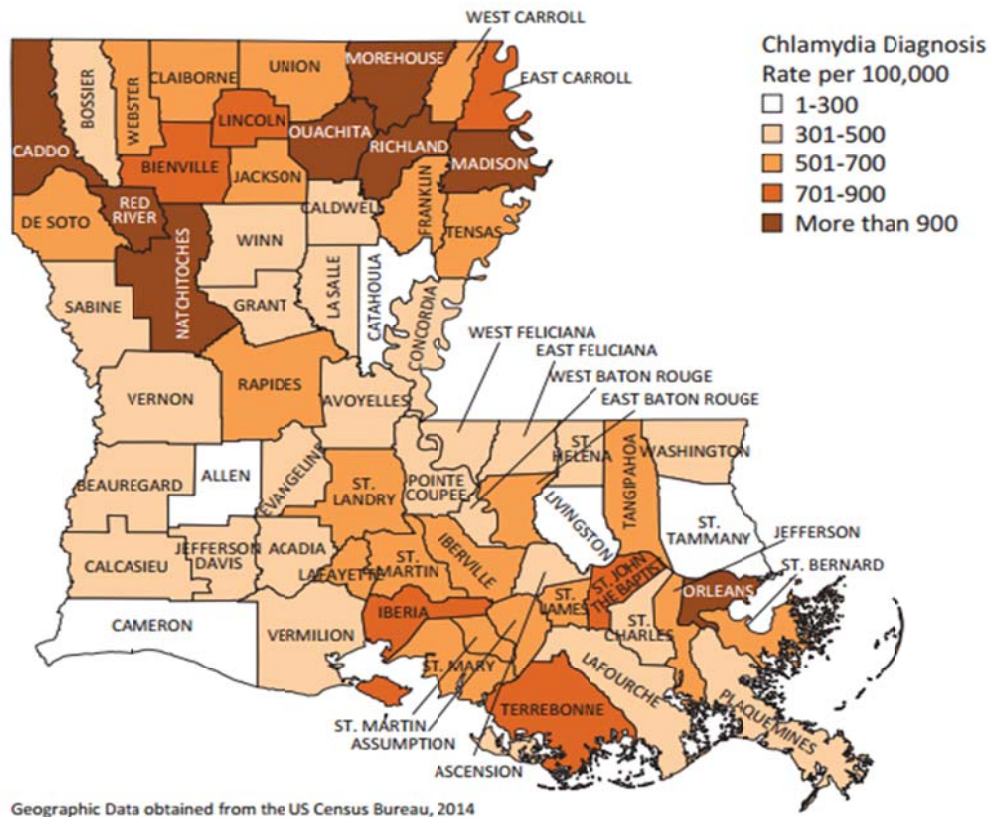 WEST CARROLL
MOREHOUSE
UNION
CLAIBORNE
EAST CARROLL
BOSSIER
WEBSTER
LINCOLN
OUACHITA
RICHLAND
CADDO
BIENVILLE
MADISON
JACKSON
FRANKLIN
RED
RIVER
CALDWELL
DE SOTO
TENSAS
WINN
NATCHITOCHES
LA SALLE
CATAHOULA
SABINE
GRANT
CONCORDIA
WEST FELICIANA
EAST FELICIANA
WEST BATON ROUGE
EAST BATON ROUGE
RAPIDES
VERNON
AVOYELLES
ST.
HELENA
TANGIPAHOA
WASHINGTON
ALLEN
EVANGELINE
BEAUREGARD
ST.
LANDRY
POINTE
COUPEE
LIVINGSTON
ST.
TAMMANY
JEFFERSON
ST. BERNARD
CALCASIEU
JEFFERSON
DAVIS
ACADIA
LAFAYETTE
ST.
MARTIN
IBERVILLE
ST. JOHN
THE BAPTIST
ST.
JAMES
ORLEANS
CAMERON
VERMILION
IBERIA
ST.
CHARLES
ST. MARY
LAFOURCHE
PLAQUEMINES
TERREBONNE
ST. MARTIN
ASSUMPTION
ASCENSION
Chlamydia Diagnosis
Rate per 100,000
1-300
301-500
501-700
701-900
More than 900
Geographic Data obtained from the US Census Bureau, 2014